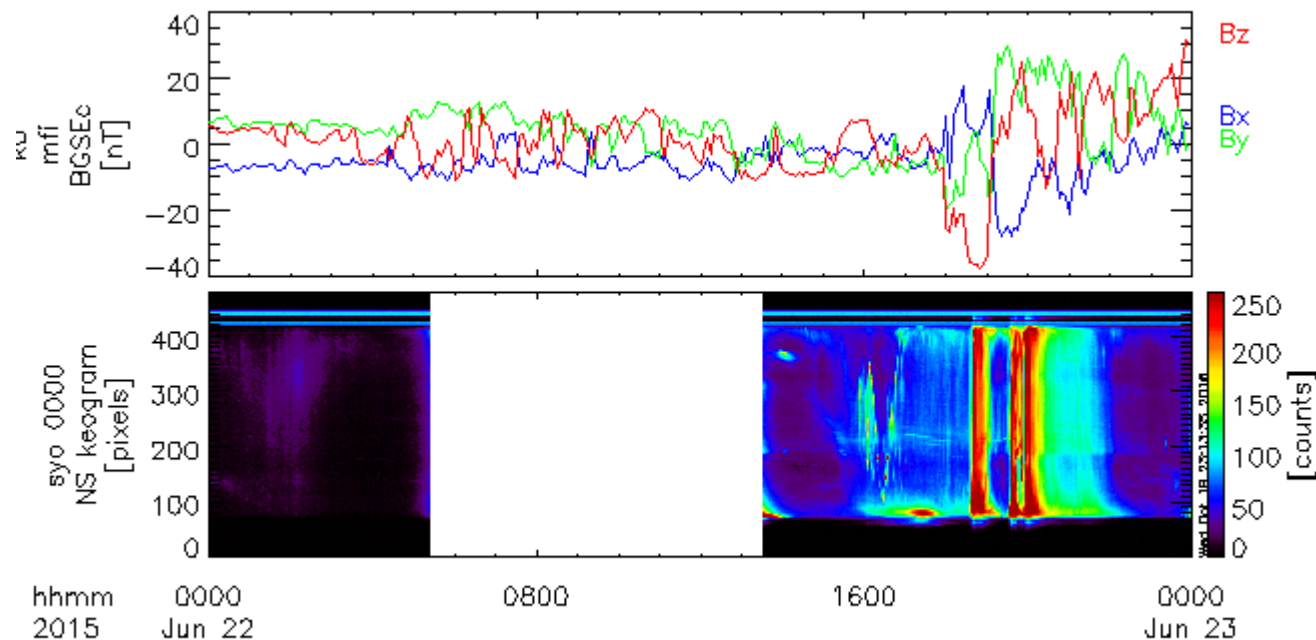 40
20
0
−20
−40
mfi
BGSEc
[nT]
Bz
Bx
By
400
300
200
100
0
syo 0000
NS keogram
[pixels]
250
200
150
100
50
0
[counts]
hhmm 0000 0800 1600 0000
2015 Jun 22 Jun 23